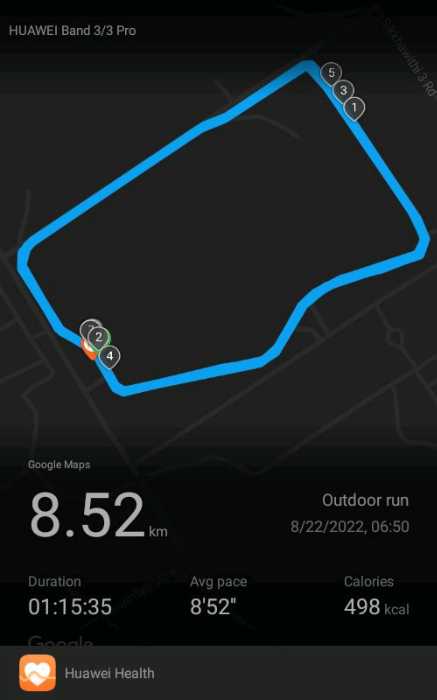 HUAWEI Band 3/3 Pro
5
3
1
2
4
Google Maps
8.52 km
Outdoor run
8/22/2022, 06:50
Duration
Avg pace
Calories
01:15:35
8'52"
498 kcal
Google
Huawei Health